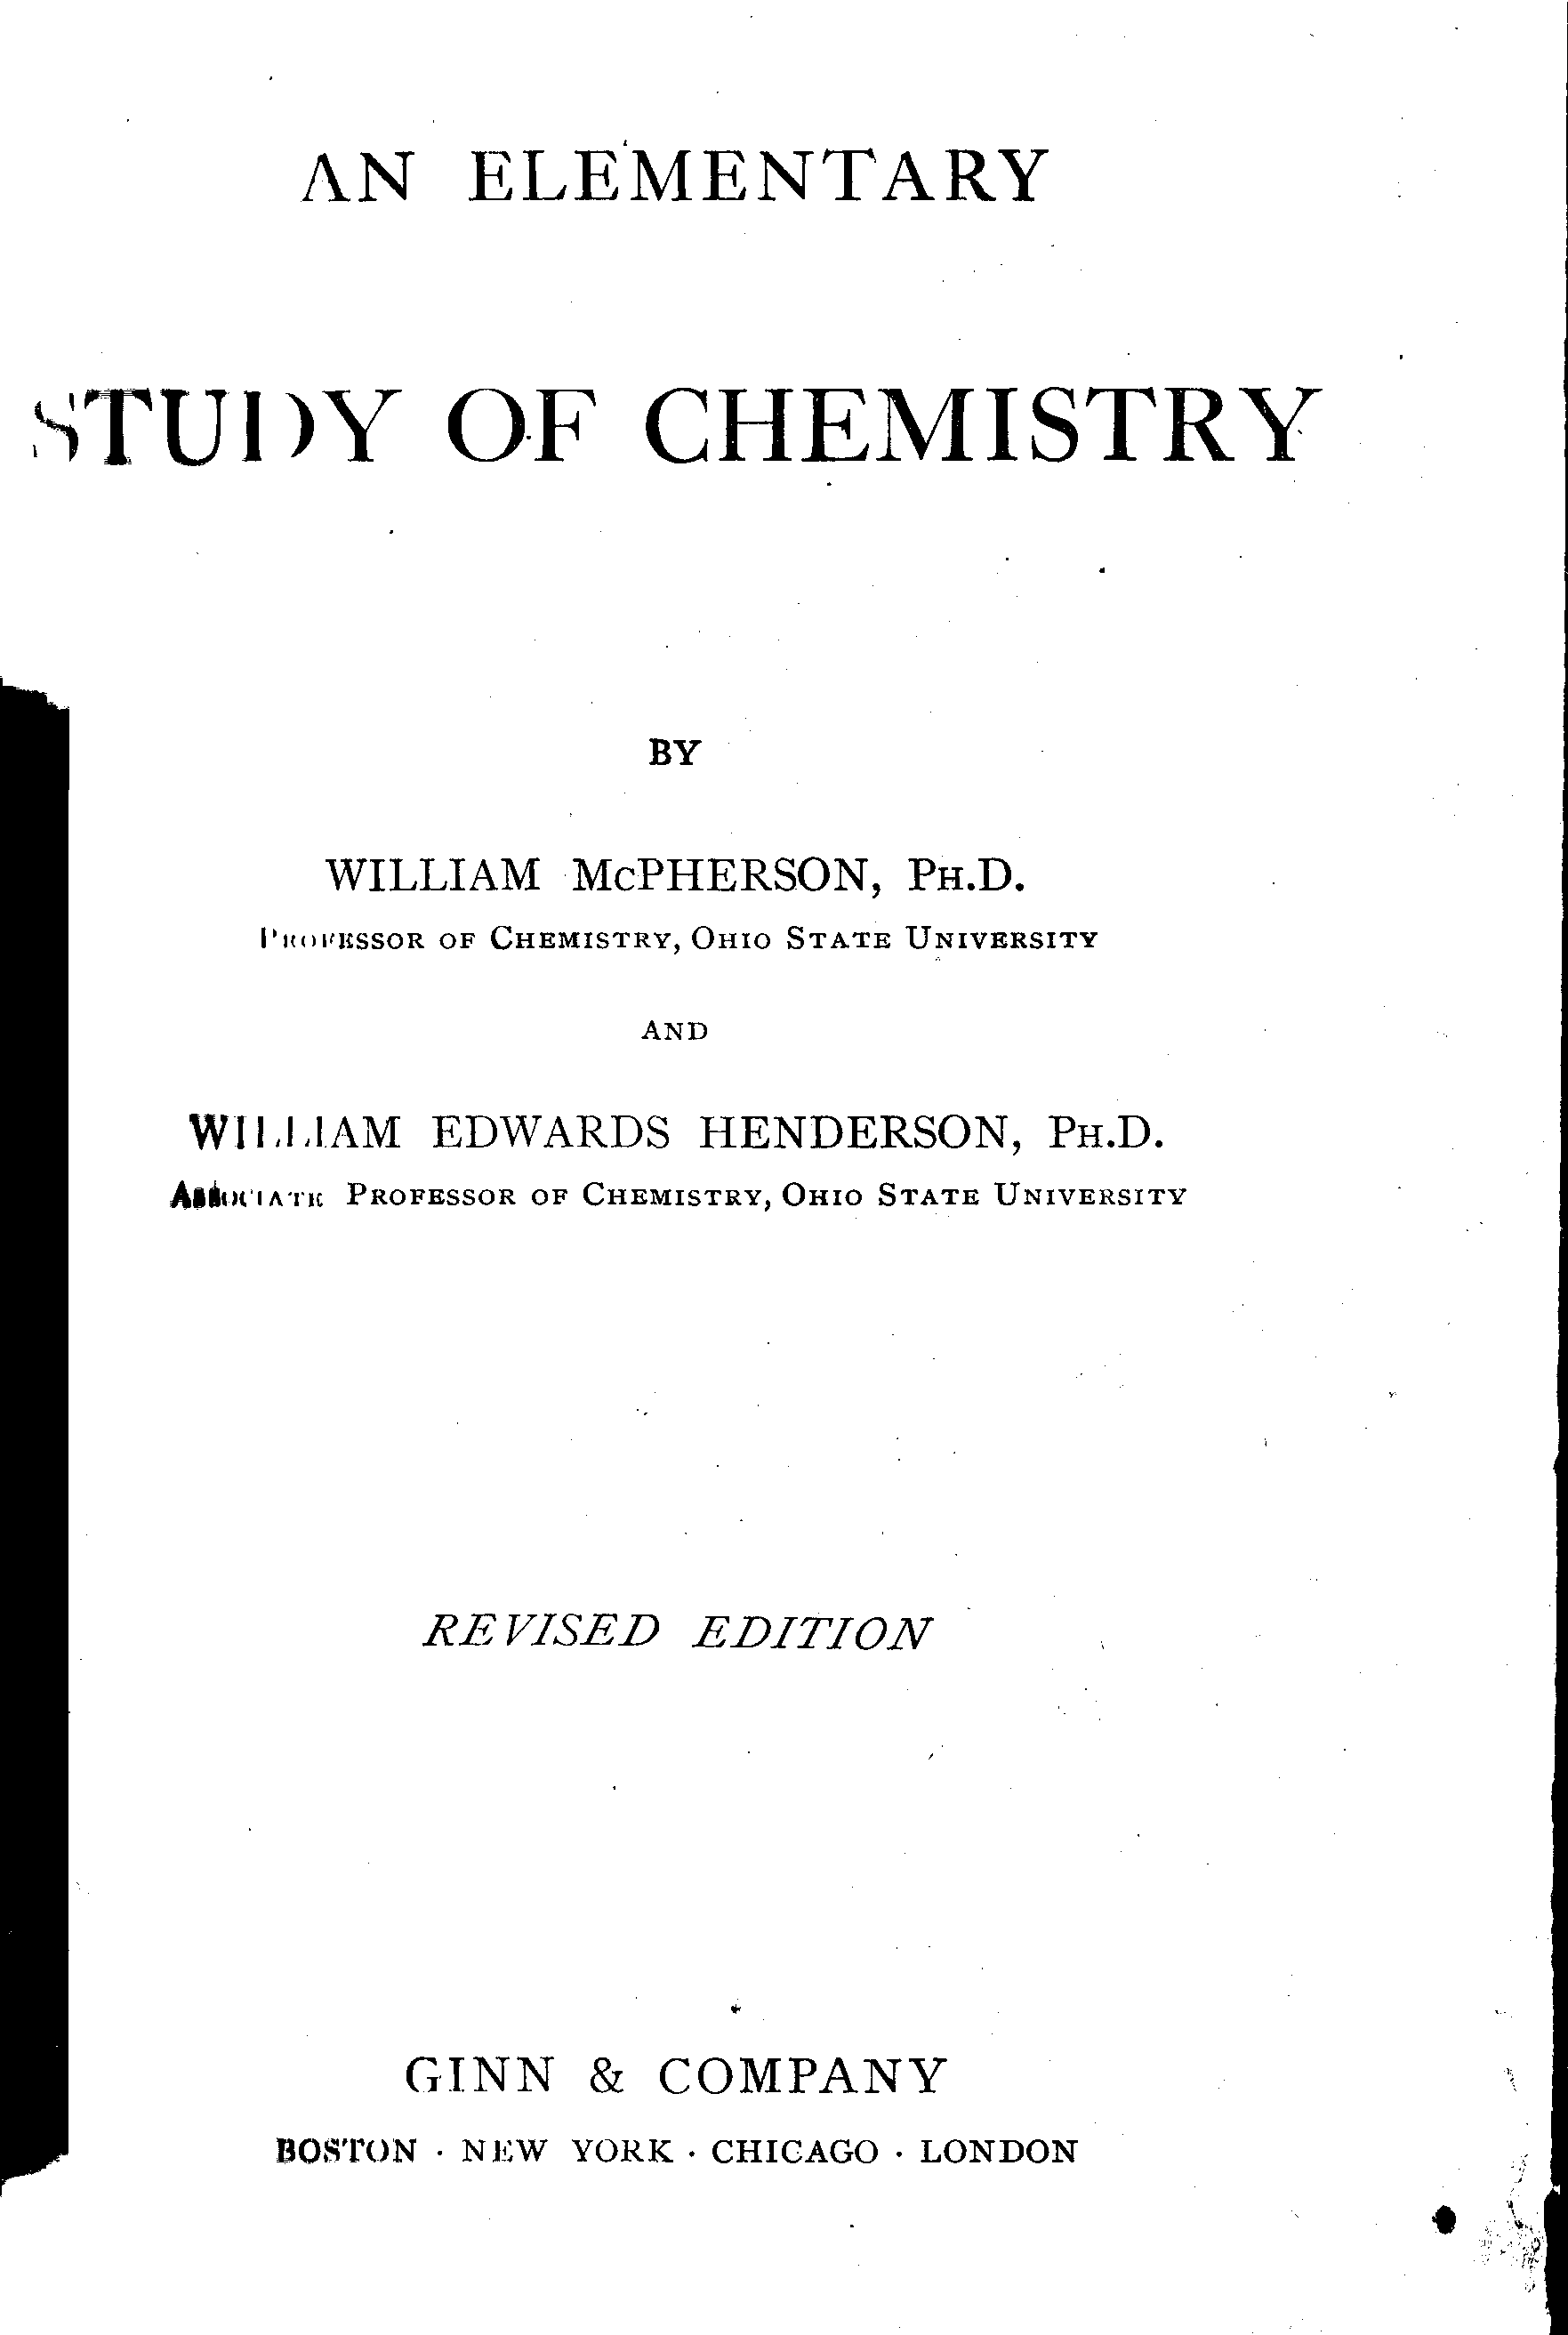 AN ELEMENTARY
STUDY OF CHEMISTRY
BY
WILLIAM McPHERSON, Ph.D.
Professor of Chemistry, Ohio State University
AND
WILLIAM EDWARDS HENDERSON, Ph.D.
Associate Professor of Chemistry, Ohio State University
REVISED EDITION
GINN & COMPANY
BOSTON · NEW YORK · CHICAGO · LONDON